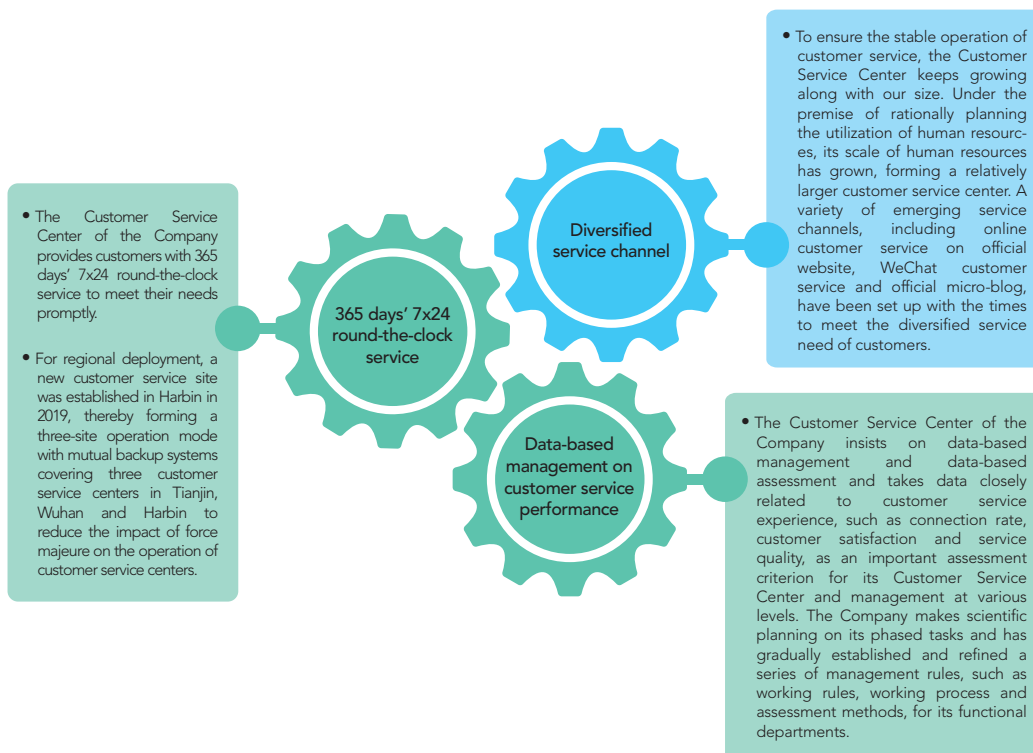 • The Customer Service
Center of the Company
provides customers with 365
days’ 7x24 round-the-clock
service to meet their needs
promptly.
• For regional deployment, a
new customer service site
was established in Harbin in
2019, thereby forming a
three-site operation mode
with mutual backup systems
covering three customer
service centers in Tianjin,
Wuhan and Harbin to
reduce the impact of force
majeure on the operation of
customer service centers.
365 days’ 7x24
round-the-clock
service
Diversified
service channel
• To ensure the stable operation of
customer service, the Customer
Service Center keeps growing
along with our size. Under the
premise of rationally planning
the utilization of human resourc-
es, its scale of human resources
has grown, forming a relatively
larger customer service center. A
variety of emerging service
channels, including online
customer service on official
website, WeChat customer
service and official micro-blog,
have been set up with the times
to meet the diversified service
need of customers.
Data-based
management on
customer service
performance
• The Customer Service Center of the
Company insists on data-based
management and data-based
assessment and takes data closely
related to customer service
experience, such as connection rate,
customer satisfaction and service
quality, as an important assessment
criterion for its Customer Service
Center and management at various
levels. The Company makes scientific
planning on its phased tasks and has
gradually established and refined a
series of management rules, such as
working rules, working process and
assessment methods, for its functional
departments.